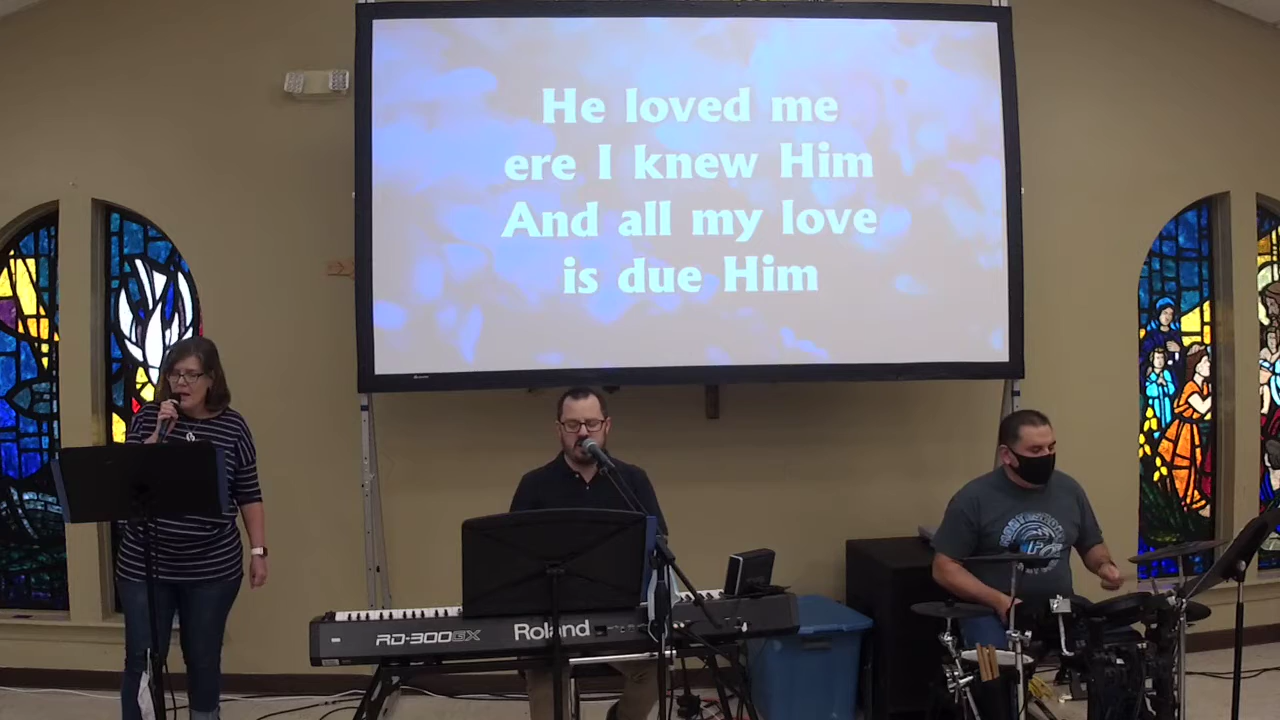 He loved me
ere I knew Him
And all my love
is due Him
RD-300GX
Roland